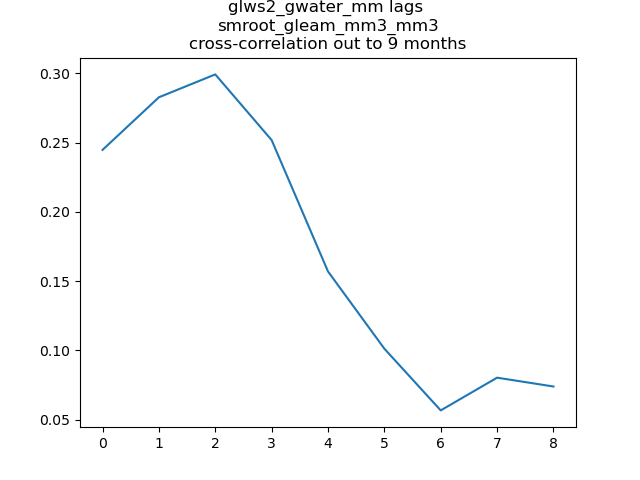 glws2_gwater_mm lags
smroot_gleam_mm3_mm3
cross-correlation out to 9 months
0.30
0.25
0.20
0.15
0.10
0.05
0 1 2 3 4 5 6 7 8